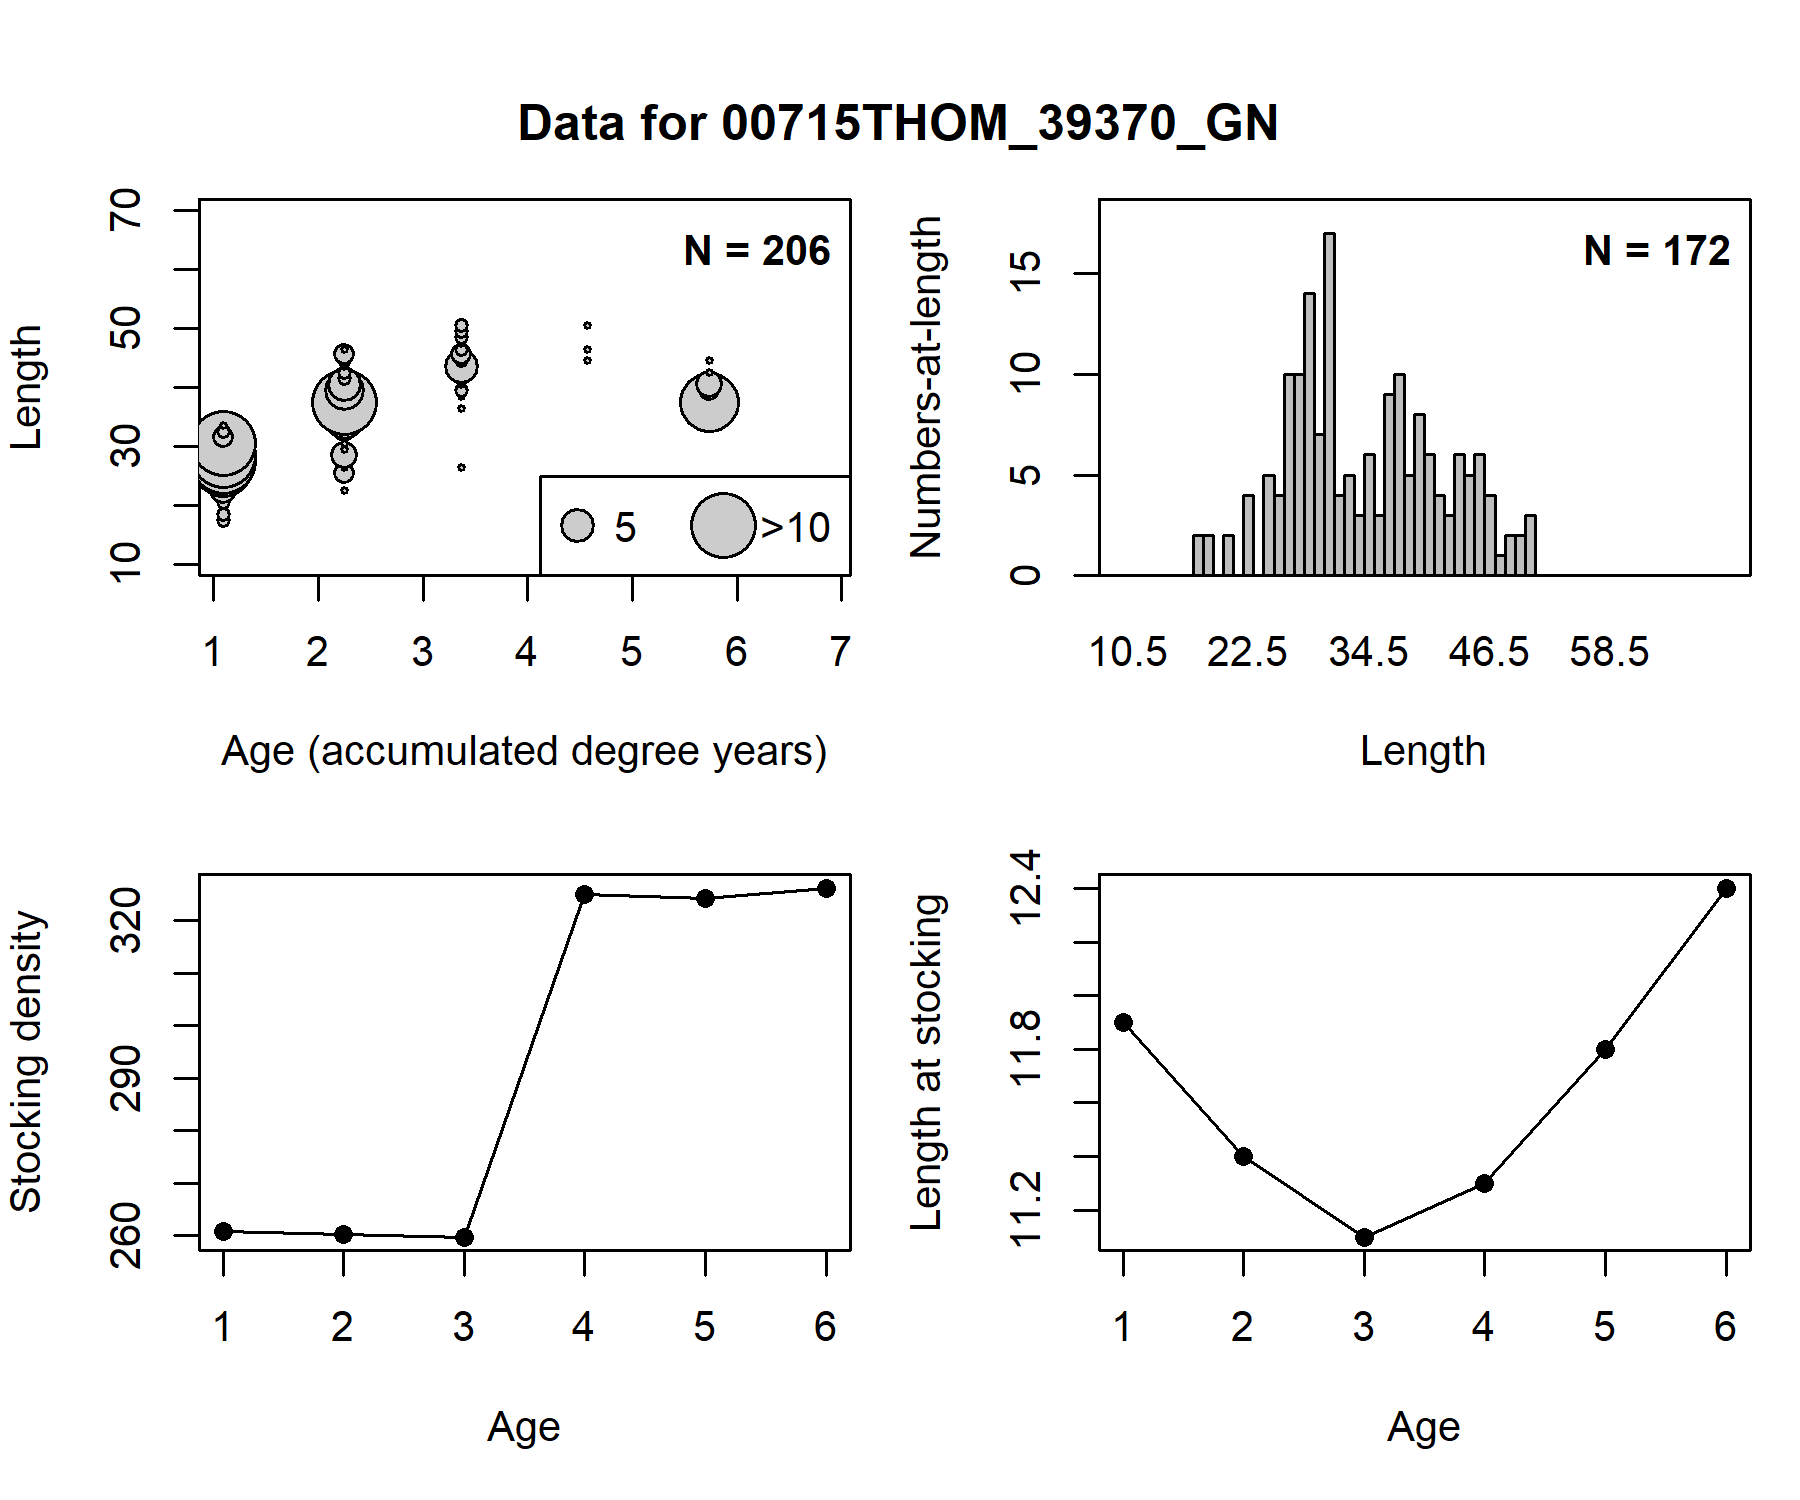 Data for 00715THOM_39370_GN
Length
70
50
30
10
N = 206
5
>10
1 2 3 4 5 6 7
Age (accumulated degree years)
Numbers-at-length
15
10
5
0
N = 172
10.5 22.5 34.5 46.5 58.5
Length
Stocking density
320
290
260
1 2 3 4 5 6
Age
Length at stocking
12.4
11.8
11.2
1 2 3 4 5 6
Age